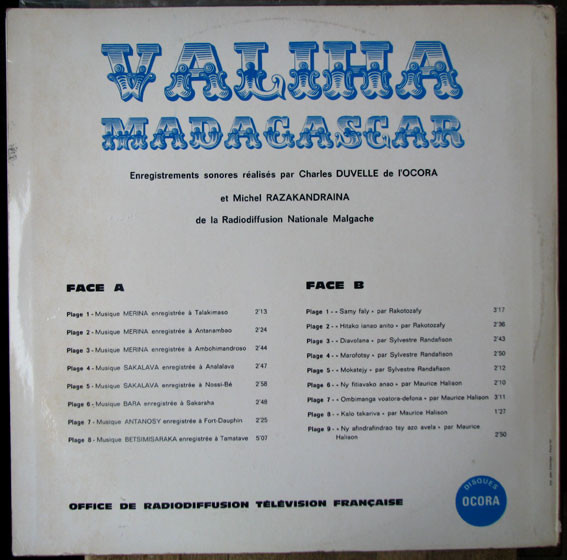 VALIHA
MADAGASCAR
Enregistrements sonores réalisés par Charles DUVELLE de l'OCORA
et Michel RAZAKANDRAINA
de la Radiodiffusion Nationale Malgache
FACE A
Plage 1 - Musique MERINA enregistrée à Talakimaso 2'13
Plage 2 - Musique MERINA enregistrée à Antanambao 2'24
Plage 3 - Musique MERINA enregistrée à Ambohimandroso 2'44
Plage 4 - Musique SAKALAVA enregistrée à Analalava 2'47
Plage 5 - Musique SAKALAVA enregistrée à Nossi-Bé 2'58
Plage 6 - Musique BARA enregistrée à Sakaraha 2'48
Plage 7 - Musique ANTANOSY enregistrée à Fort-Dauphin 2'25
Plage 8 - Musique BETSIMISARAKA enregistrée à Tamatave 5'07
FACE B
Plage 1 - « Samy faly » par Rakotozafy 3'17
Plage 2 - « Hitako ianao anito » par Rakotozafy 2'36
Plage 3 - « Diavolana » par Sylvestre Randafison 2'43
Plage 4 - « Marofotsy » par Sylvestre Randafison 2'50
Plage 5 - « Mokatejy » par Sylvestre Randafison 2'12
Plage 6 - « Ny fitiavako anao » par Maurice Halison 2'10
Plage 7 - « Ombimanga voatora-defona » par Maurice Halison 3'11
Plage 8 - « Kalo tekariva » par Maurice Halison 1'27
Plage 9 - « Ny afindrafindrao tsy azo avela » par Maurice
Halison 2'50
OFFICE DE RADIODIFFUSION TÉLÉVISION FRANÇAISE
DISQUES
OCORA